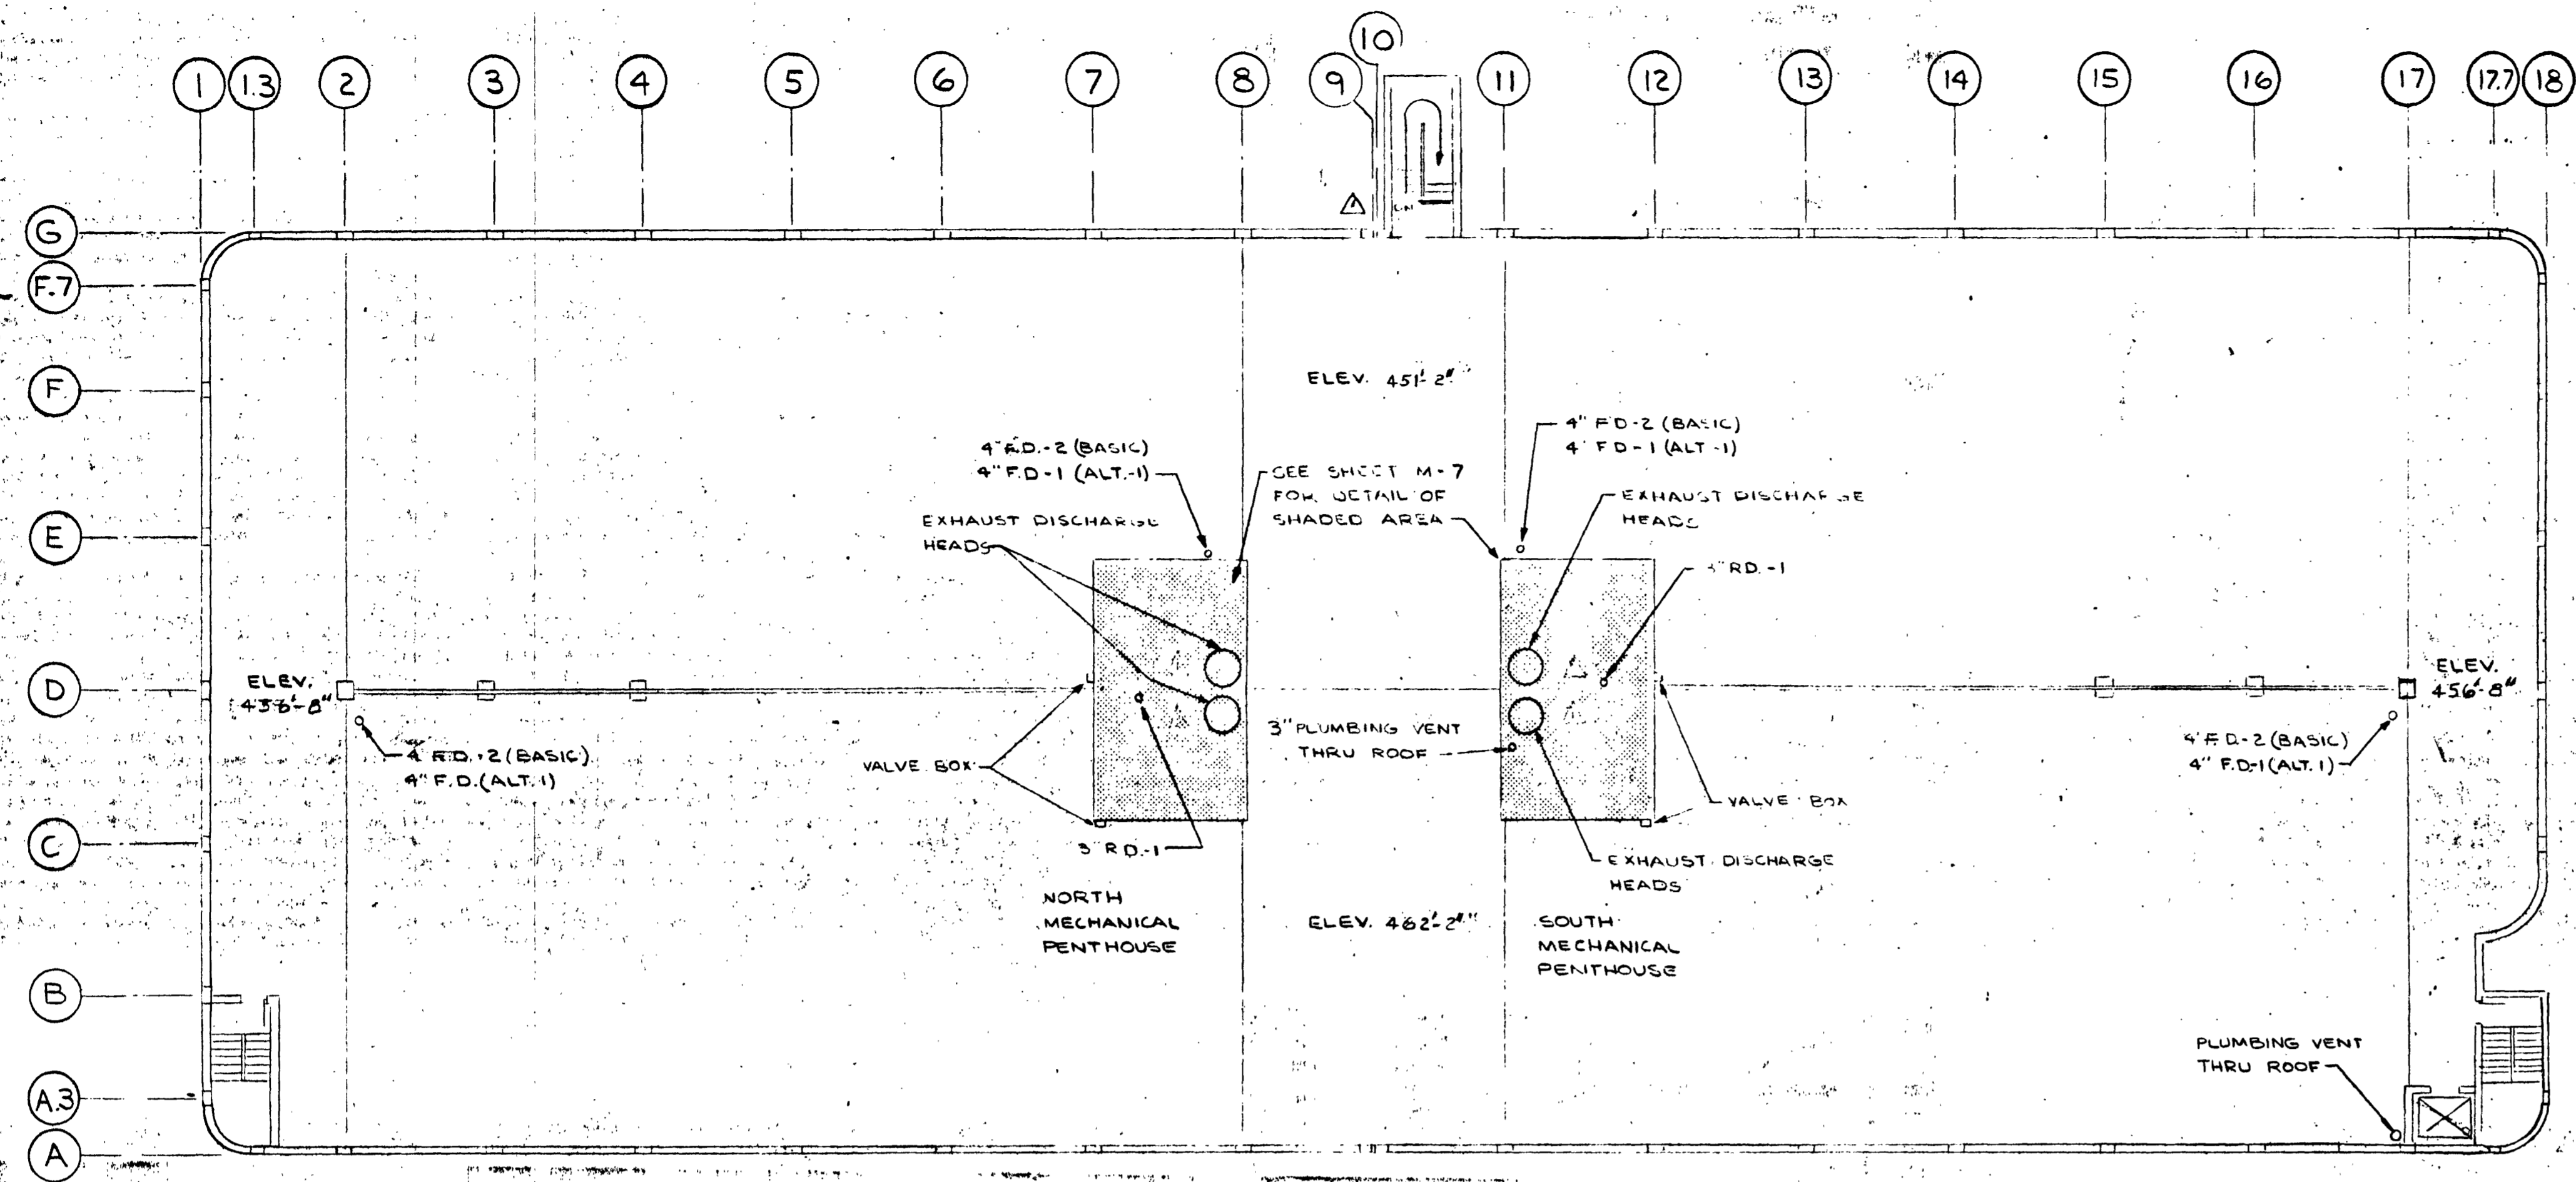 10
1
1.3
2
3
4
5
6
7
8
9
11
12
13
14
15
16
17
17.7
18
G
F.7
F
E
D
C
B
A.3
A
ELEV. 451'-2"
4" F.D.-2 (BASIC)
4" F.D-1 (ALT.-1)
SEE SHEET M-7
FOR DETAIL OF
SHADED AREA
4" FD-2 (BASIC)
4' FD-1 (ALT-1)
EXHAUST DISCHARGE
HEADS
EXHAUST DISCHARGE
HEADS
RD.-1
ELEV.
8"
4" F.D.-2 (BASIC)
4" F.D. (ALT. 1)
VALVE BOX
3" PLUMBING VENT
THRU ROOF
3" RD.-1
VALVE BOX
EXHAUST DISCHARGE
HEADS
ELEV.
456'-8"
4' F.D-2 (BASIC)
4" F.D-1 (ALT. 1)
NORTH
MECHANICAL
PENTHOUSE
ELEV. 462'-2"
SOUTH
MECHANICAL
PENTHOUSE
PLUMBING VENT
THRU ROOF